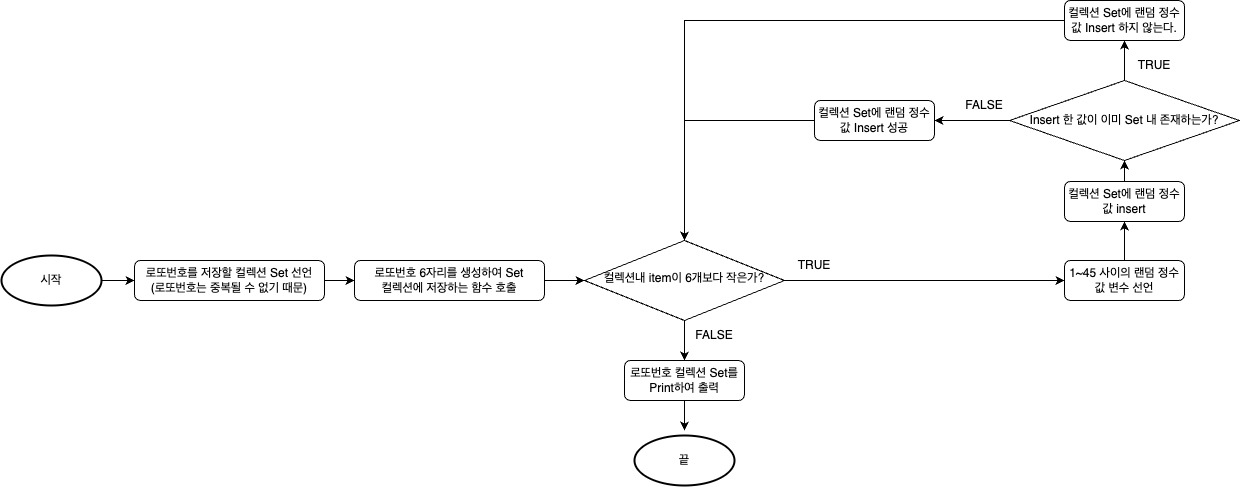 시작
로또번호를 저장할 컬렉션 Set 선언
(로또번호는 중복될 수 없기 때문)
로또번호 6자리를 생성하여 Set
컬렉션에 저장하는 함수 호출
컬렉션내 item이 6개보다 작은가?
TRUE
1~45 사이의 랜덤 정수
값 변수 선언
컬렉션 Set에 랜덤 정수
값 insert
Insert 한 값이 이미 Set 내 존재하는가?
TRUE
컬렉션 Set에 랜덤 정수
값 Insert 하지 않는다.
FALSE
컬렉션 Set에 랜덤 정수
값 Insert 성공
FALSE
로또번호 컬렉션 Set를
Print하여 출력
끝